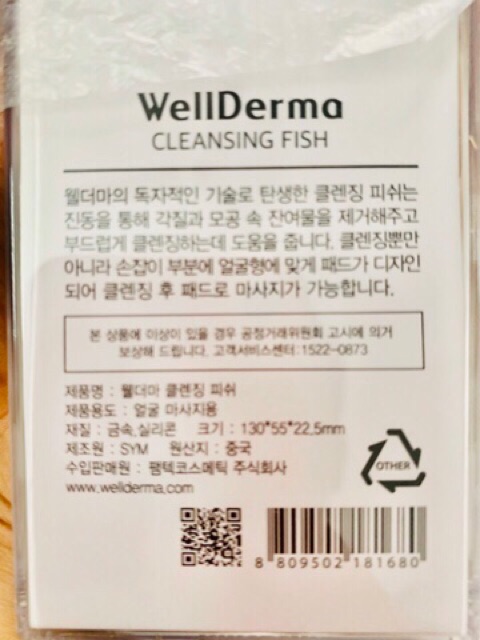 WellDerma
CLEANSING FISH
웰더마의 독자적인 기술로 탄생한 클렌징 피쉬는
진동을 통해 각질과 모공 속 잔여물을 제거해주고
부드럽게 클렌징하는데 도움을 줍니다. 클렌징뿐만
아니라 손잡이 부분에 얼굴형에 맞게 패드가 디자인
되어 클렌징 후 패드로 마사지가 가능합니다.
본 상품에 이상이 있을 경우 공정거래위원회 고시에 의거
보상해 드립니다. 고객서비스센터:1522-0873
제품명 : 웰더마 클렌징 피쉬
제품용도 : 얼굴 마사지용
재질 : 금속,실리콘 크기 : 130*55*22,5mm
제조원 : SYM 원산지 : 중국
수입판매원 : 팸텍코스메틱 주식회사
www.wellderma.com
OTHER
8 809502 181680